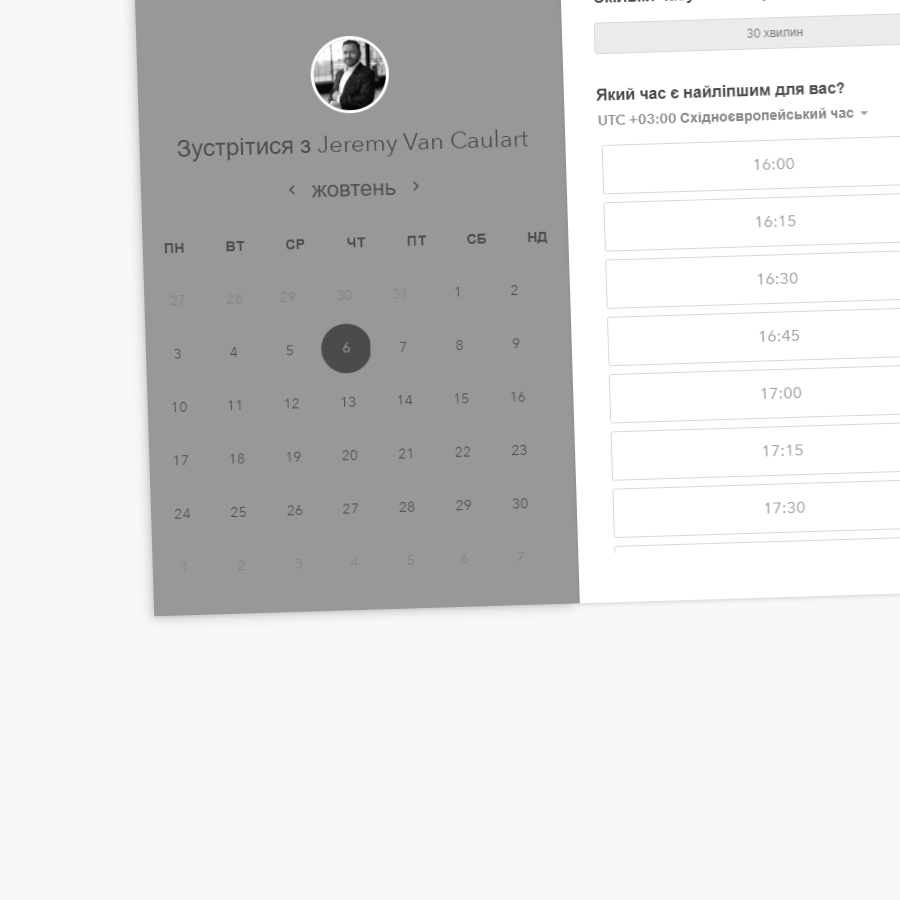 Зустрітися з Jeremy Van Caulart
‹ жовтень ›
ПН ВТ СР ЧТ ПТ СБ НД
27 28 29 30 31 1 2
3 4 5 6 7 8 9
10 11 12 13 14 15 16
17 18 19 20 21 22 23
24 25 26 27 28 29 30
1 2 3 4 5 6 7
30 хвилин
Який час є найліпшим для вас?
UTC +03:00 Східноєвропейський час
16:00
16:15
16:30
16:45
17:00
17:15
17:30